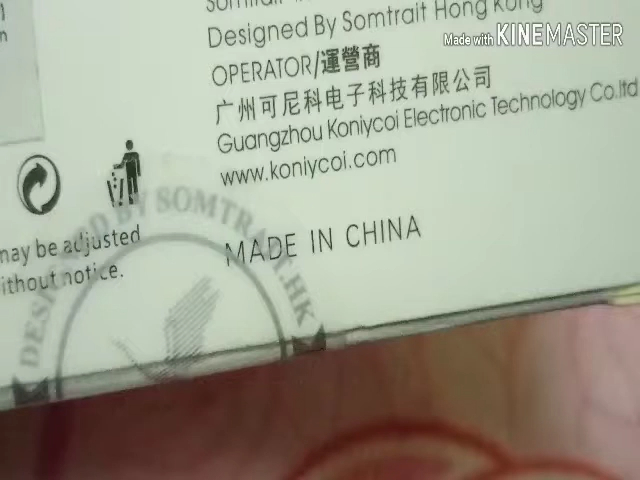 Designed By Somtrait Hong Kong
Made with KINEMASTER
OPERATOR/運營商
广州可尼科电子科技有限公司
Guangzhou Koniycoi Electronic Technology Co.ltd
www.koniycoi.com
may be adjusted
without notice.
MADE IN CHINA
DESIGNED BY SOMTRAIT.HK